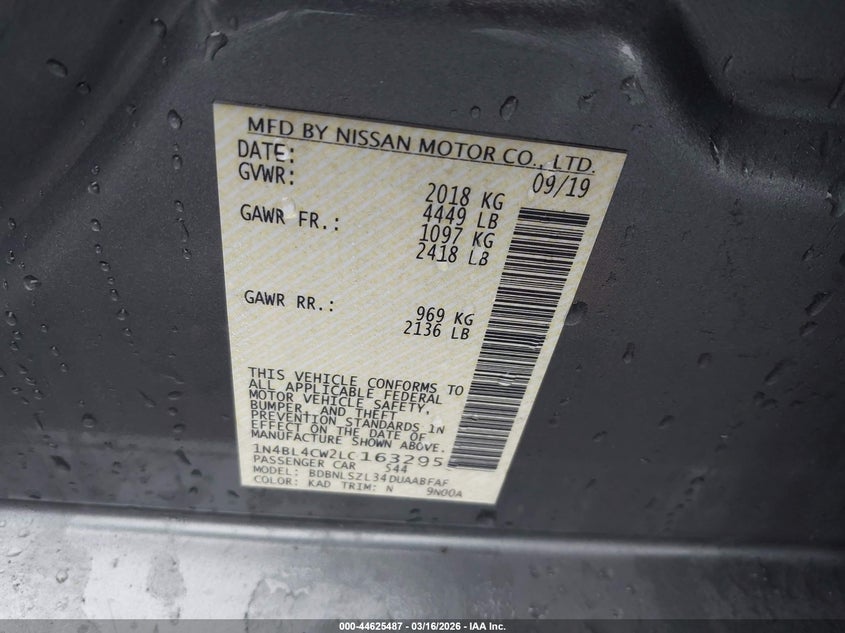 MFD BY NISSAN MOTOR CO., LTD.
DATE: 09/19
GVWR: 2018 KG
4449 LB
GAWR FR.: 1097 KG
2418 LB
GAWR RR.: 969 KG
2136 LB
THIS VEHICLE CONFORMS TO
ALL APPLICABLE FEDERAL
MOTOR VEHICLE SAFETY,
BUMPER, AND THEFT
PREVENTION STANDARDS IN
EFFECT ON THE DATE OF
MANUFACTURE SHOWN ABOVE.
1N4BL4CW2LC163295
PASSENGER CAR S44
MODEL: BDBNLSZL34DUAABFAF
COLOR: KAD TRIM: N 9N00A
000-44625487 - 03/16/2026 - IAA Inc.